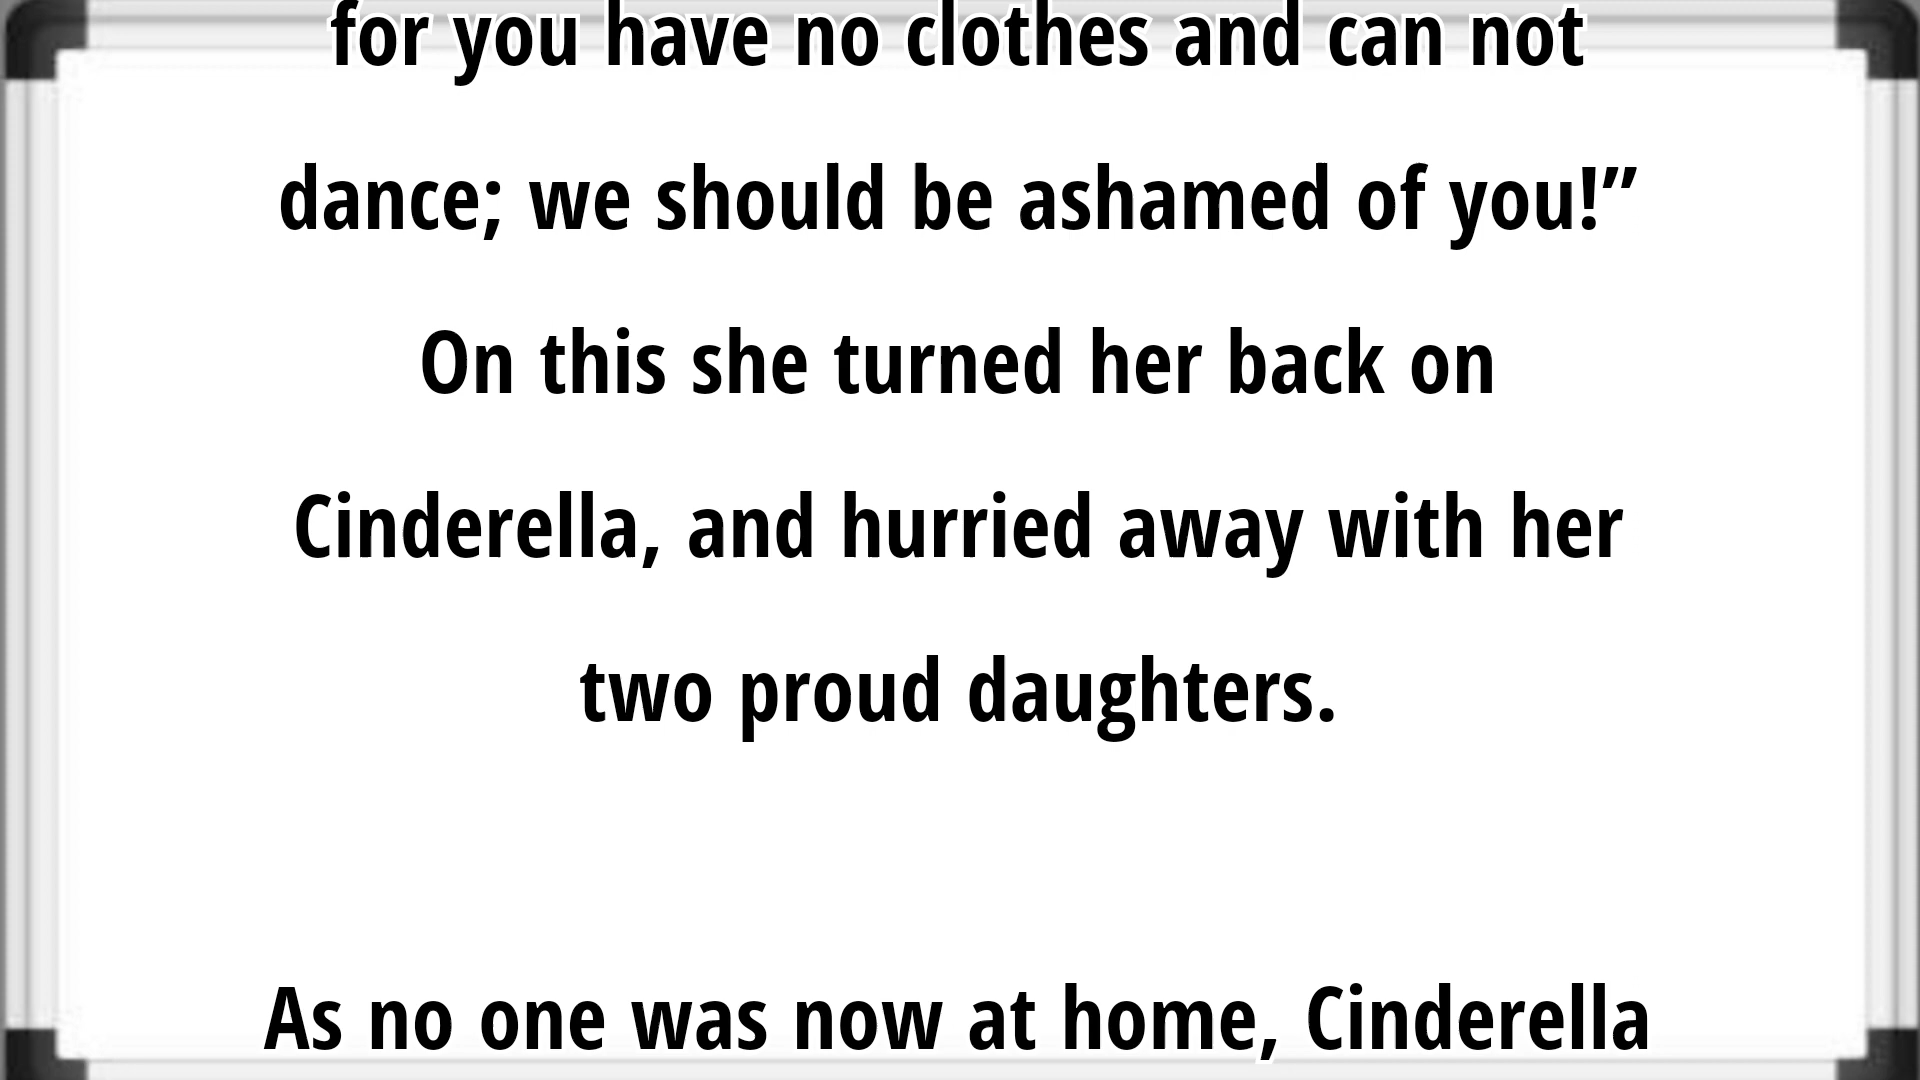 for you have no clothes and can not
dance; we should be ashamed of you!”
On this she turned her back on
Cinderella, and hurried away with her
two proud daughters.
As no one was now at home, Cinderella